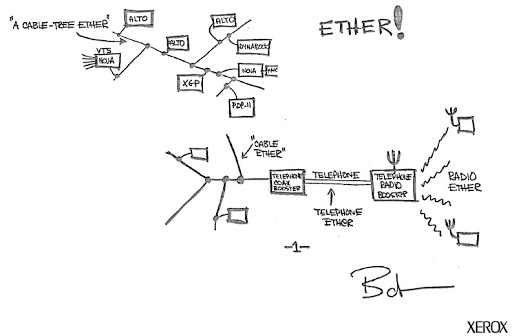 "A CABLE-TREE ETHER"
ETHER!
ALTO
ALTO
ALTO
DYNABOOK
VTS
NOVA
XGP
NOVA
PDP-11
"CABLE
ETHER"
TELEPHONE
COAX
BOOSTER
TELEPHONE
TELEPHONE
ETHER
TELEPHONE
RADIO
BOOSTER
RADIO
ETHER
-1-
XEROX